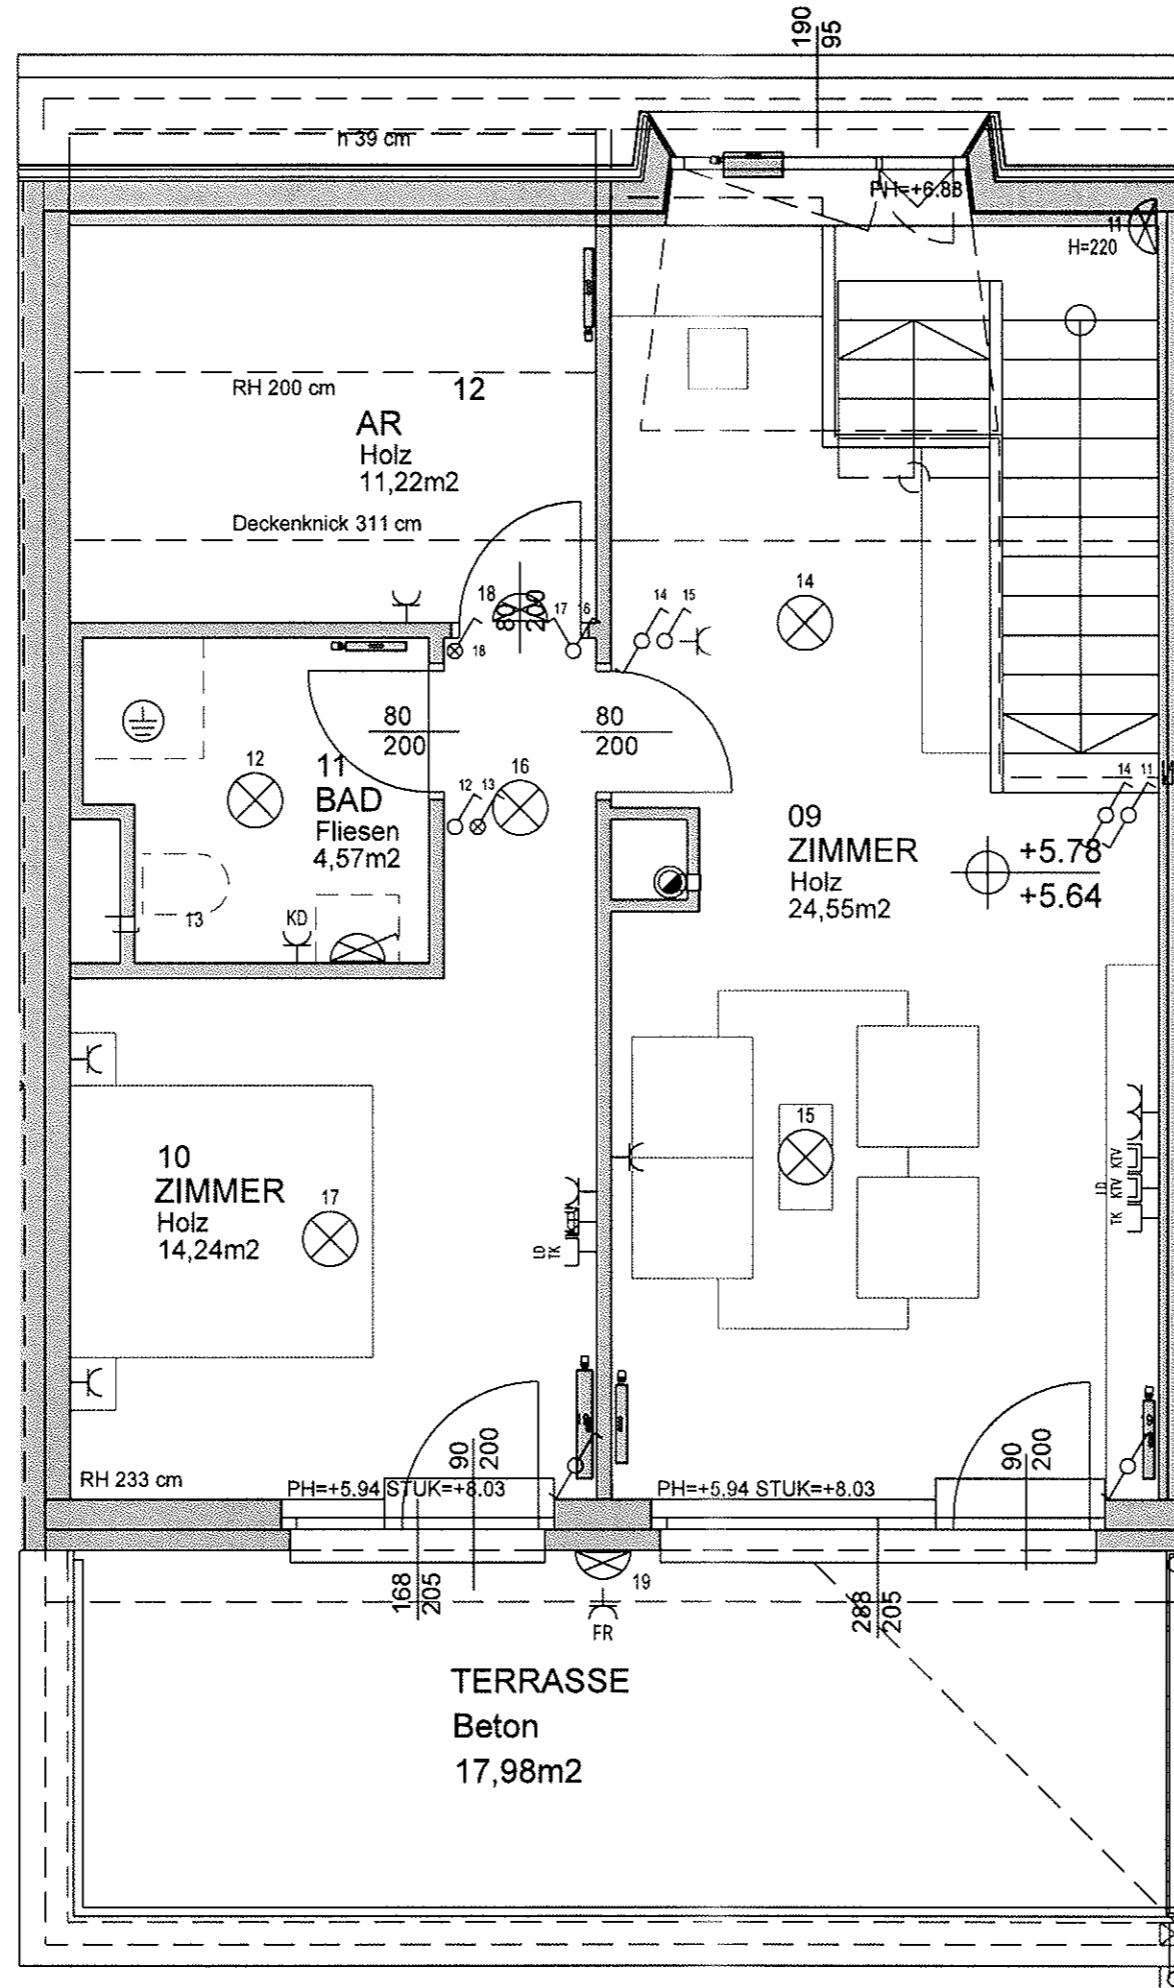 190
95
h 39 cm
PH=+6.88
11
H=220
RH 200 cm
12
AR
Holz
11,22m2
Deckenknick 311 cm
18
80
200
17
16
18
14
15
14
80
200
80
200
12
11
BAD
Fliesen
4,57m2
12
13
16
13
KD
14
11
09
ZIMMER
Holz
24,55m2
+5.78
+5.64
10
ZIMMER
Holz
14,24m2
17
LD
TK
15
KTV
LD
KTV
TK
RH 233 cm
90
200
PH=+5.94 STUK=+8.03
PH=+5.94 STUK=+8.03
90
200
168
205
19
FR
288
205
TERRASSE
Beton
17,98m2